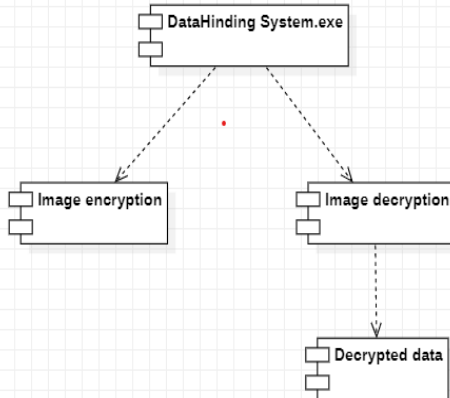 DataHinding System.exe
Image encryption
Image decryption
Decrypted data